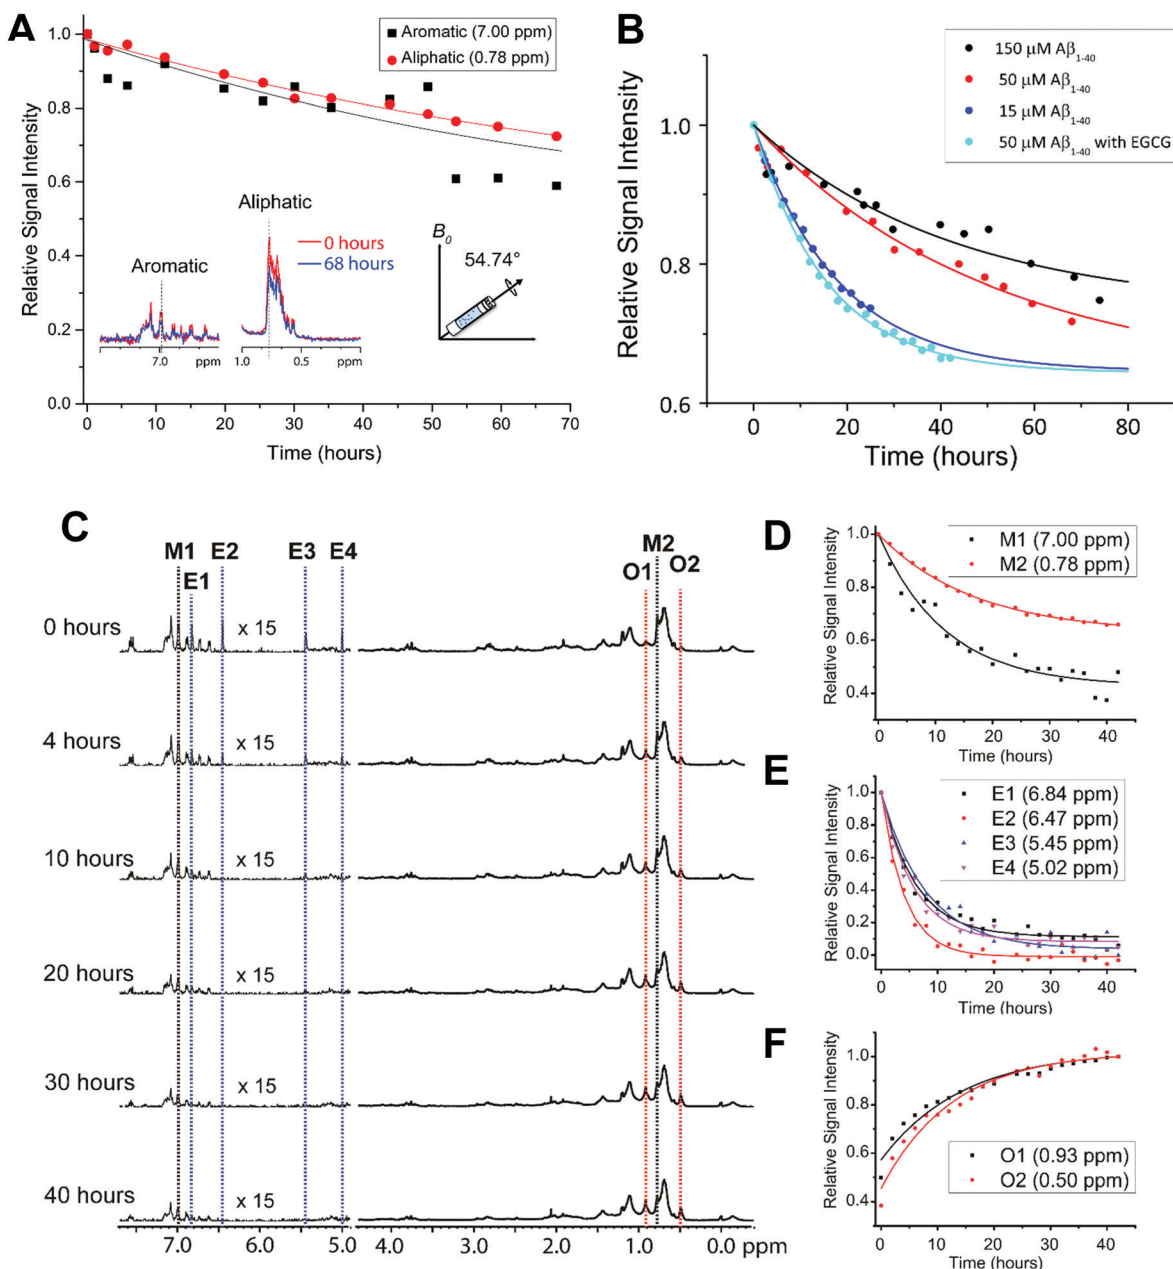 A
Relative Signal Intensity
1.0
0.8
0.6
0.4
0.2
0.0
0 10 20 30 40 50 60 70
Time (hours)
Aromatic (7.00 ppm)
Aliphatic (0.78 ppm)
Aliphatic
Aromatic
0 hours
68 hours
7.0 ppm
1.0 0.5 ppm
B0
54.74°
B
Relative Signal Intensity
1.0
0.8
0.6
0 20 40 60 80
Time (hours)
150 μM Aβ1-40
50 μM Aβ1-40
15 μM Aβ1-40
50 μM Aβ1-40 with EGCG
C
M1 E2 E3 E4 M2
E1 O1 O2
0 hours x 15
4 hours x 15
10 hours x 15
20 hours x 15
30 hours x 15
40 hours x 15
7.0 6.0 5.0 4.0 3.0 2.0 1.0 0.0 ppm
D
Relative Signal Intensity
1.0
0.8
0.6
0.4
0 10 20 30 40
Time (hours)
M1 (7.00 ppm)
M2 (0.78 ppm)
E
Relative Signal Intensity
1.0
0.8
0.6
0.4
0.2
0.0
0 10 20 30 40
Time (hours)
E1 (6.84 ppm)
E2 (6.47 ppm)
E3 (5.45 ppm)
E4 (5.02 ppm)
F
Relative Signal Intensity
1.0
0.8
0.6
0.4
0 10 20 30 40
Time (hours)
O1 (0.93 ppm)
O2 (0.50 ppm)